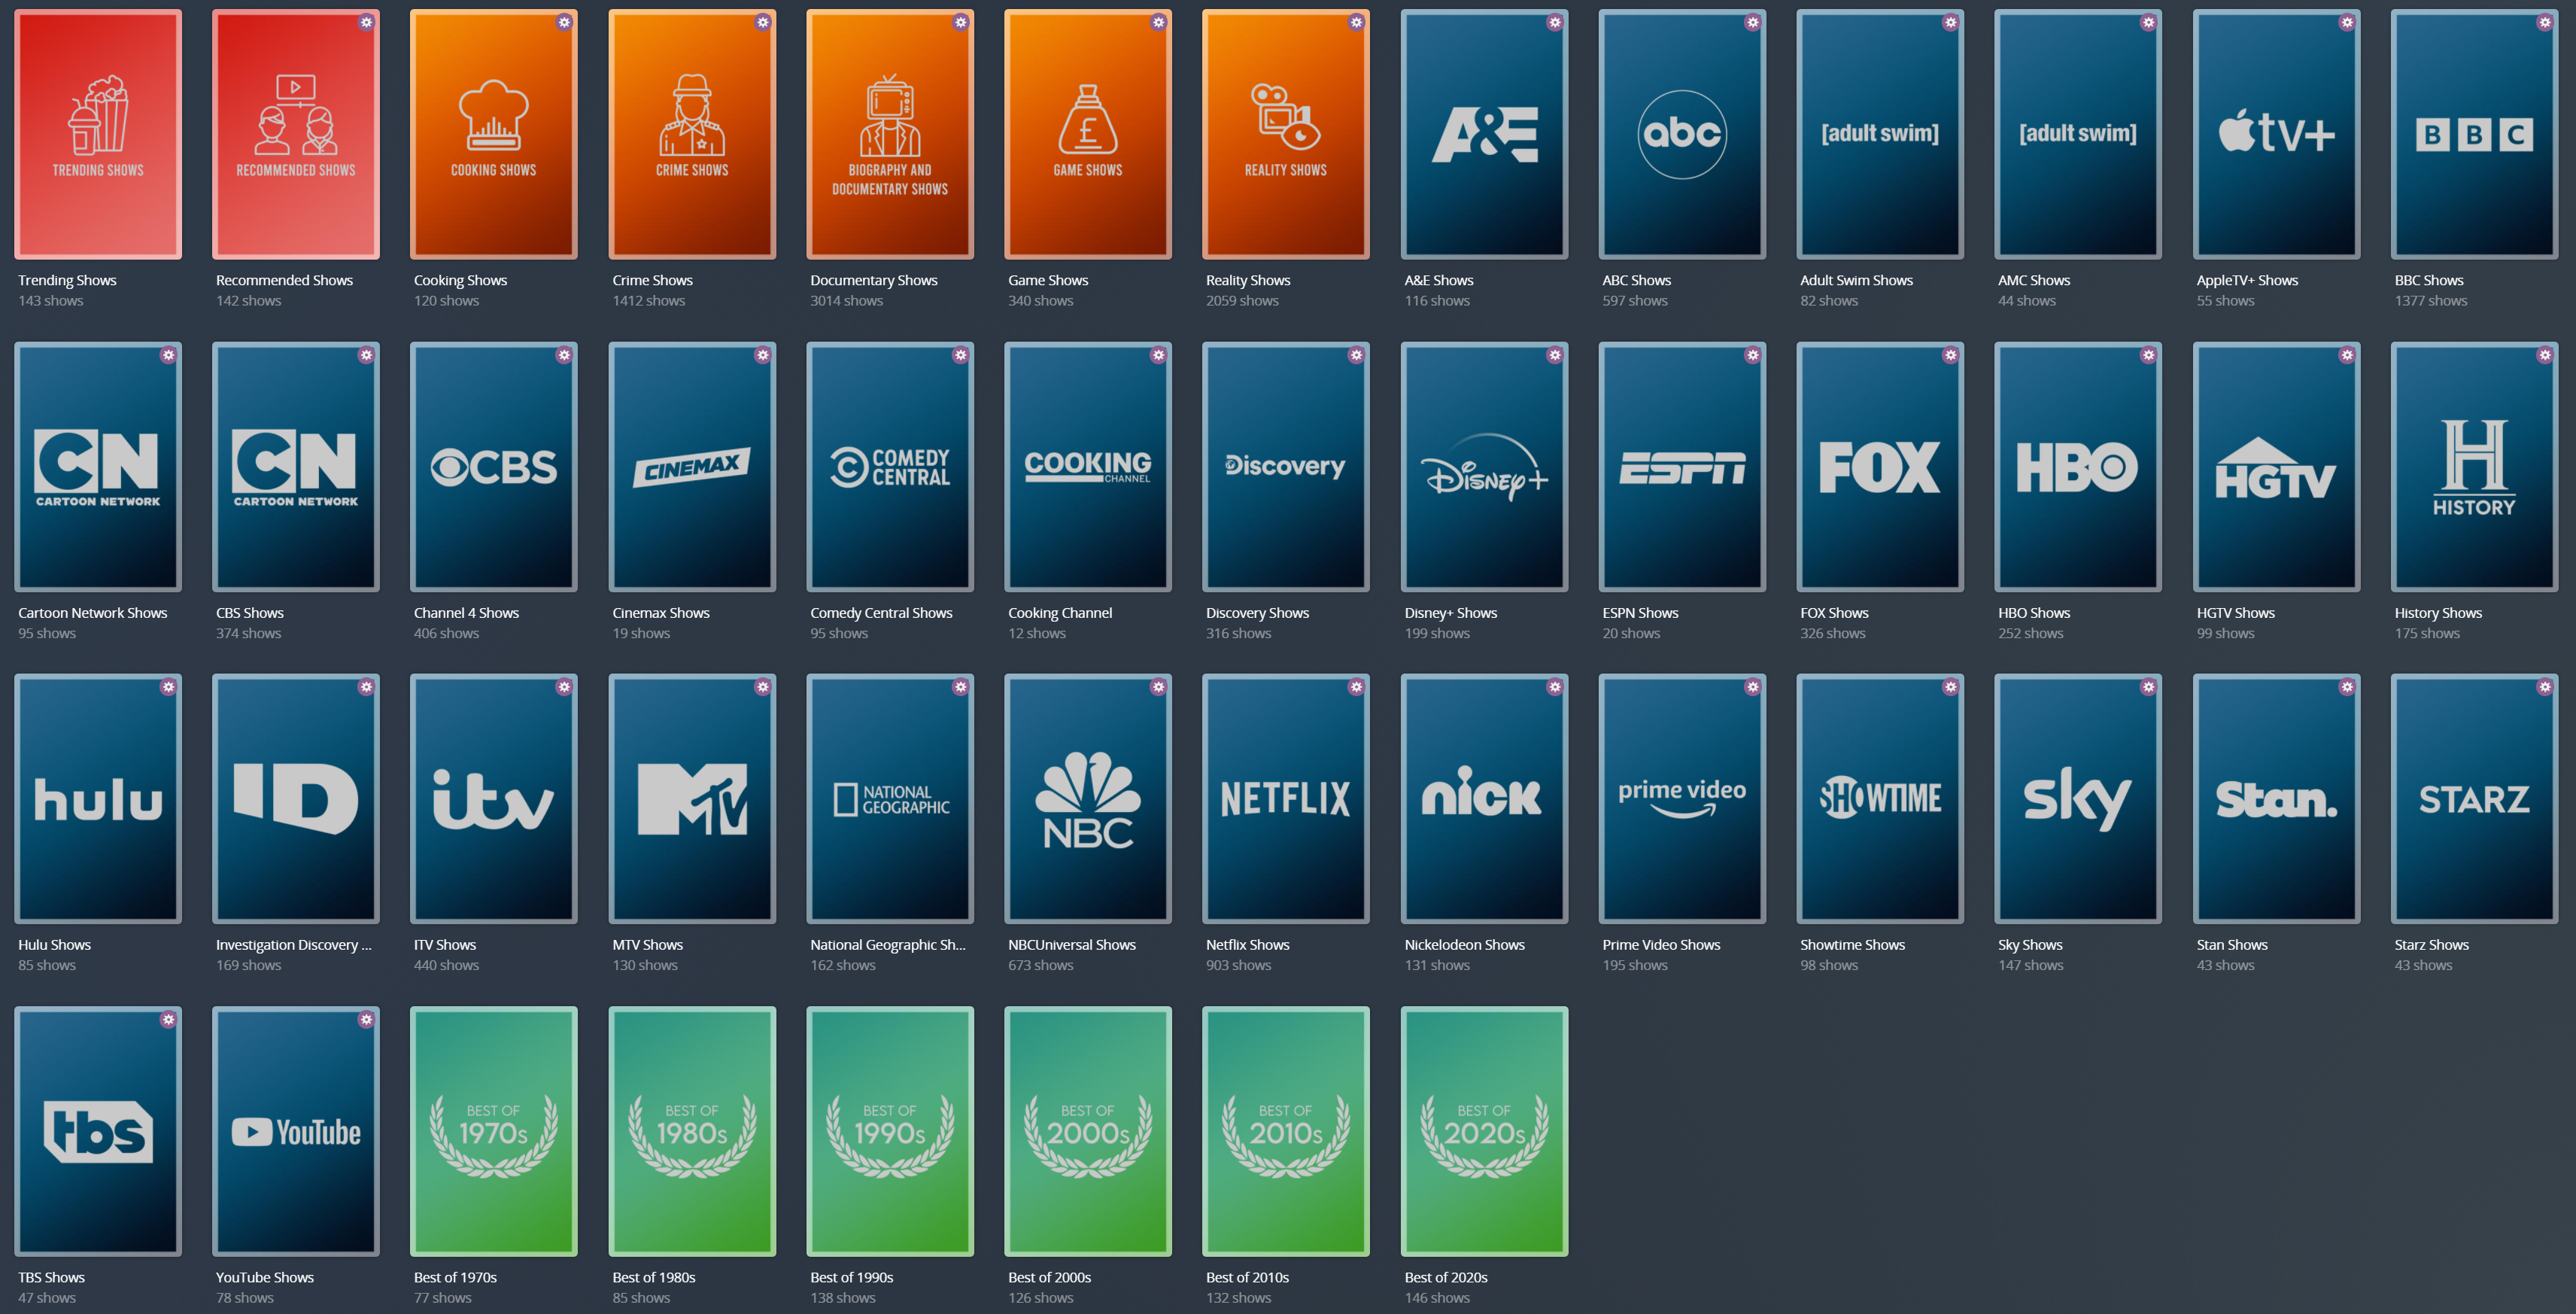 TRENDING SHOWS
Trending Shows
143 shows
RECOMMENDED SHOWS
Recommended Shows
142 shows
COOKING SHOWS
Cooking Shows
120 shows
CRIME SHOWS
Crime Shows
1412 shows
BIOGRAPHY AND
DOCUMENTARY SHOWS
Documentary Shows
3014 shows
£
GAME SHOWS
Game Shows
340 shows
REALITY SHOWS
Reality Shows
2059 shows
A&E
A&E Shows
116 shows
abc
ABC Shows
597 shows
[adult swim]
Adult Swim Shows
82 shows
[adult swim]
AMC Shows
44 shows
tv+
AppleTV+ Shows
55 shows
BBC
BBC Shows
1377 shows
CN
CARTOON NETWORK
Cartoon Network Shows
95 shows
CN
CARTOON NETWORK
CBS Shows
374 shows
CBS
Channel 4 Shows
406 shows
CINEMAX
Cinemax Shows
19 shows
COMEDY
CENTRAL
Comedy Central Shows
95 shows
COOKING
CHANNEL
Cooking Channel
12 shows
Discovery
Discovery Shows
316 shows
Disney+
Disney+ Shows
199 shows
ESPN
ESPN Shows
20 shows
FOX
FOX Shows
326 shows
HBO
HBO Shows
252 shows
HGTV
HGTV Shows
99 shows
H
HISTORY
History Shows
175 shows
hulu
Hulu Shows
85 shows
ID
Investigation Discovery ...
169 shows
itv
ITV Shows
440 shows
MTV
MTV Shows
130 shows
NATIONAL
GEOGRAPHIC
National Geographic Sh...
162 shows
NBC
NBCUniversal Shows
673 shows
NETFLIX
Netflix Shows
903 shows
nick
Nickelodeon Shows
131 shows
prime video
Prime Video Shows
195 shows
SHOWTIME
Showtime Shows
98 shows
sky
Sky Shows
147 shows
Stan.
Stan Shows
43 shows
STARZ
Starz Shows
43 shows
tbs
TBS Shows
47 shows
YouTube
YouTube Shows
78 shows
BEST OF
1970s
Best of 1970s
77 shows
BEST OF
1980s
Best of 1980s
85 shows
BEST OF
1990s
Best of 1990s
138 shows
BEST OF
2000s
Best of 2000s
126 shows
BEST OF
2010s
Best of 2010s
132 shows
BEST OF
2020s
Best of 2020s
146 shows